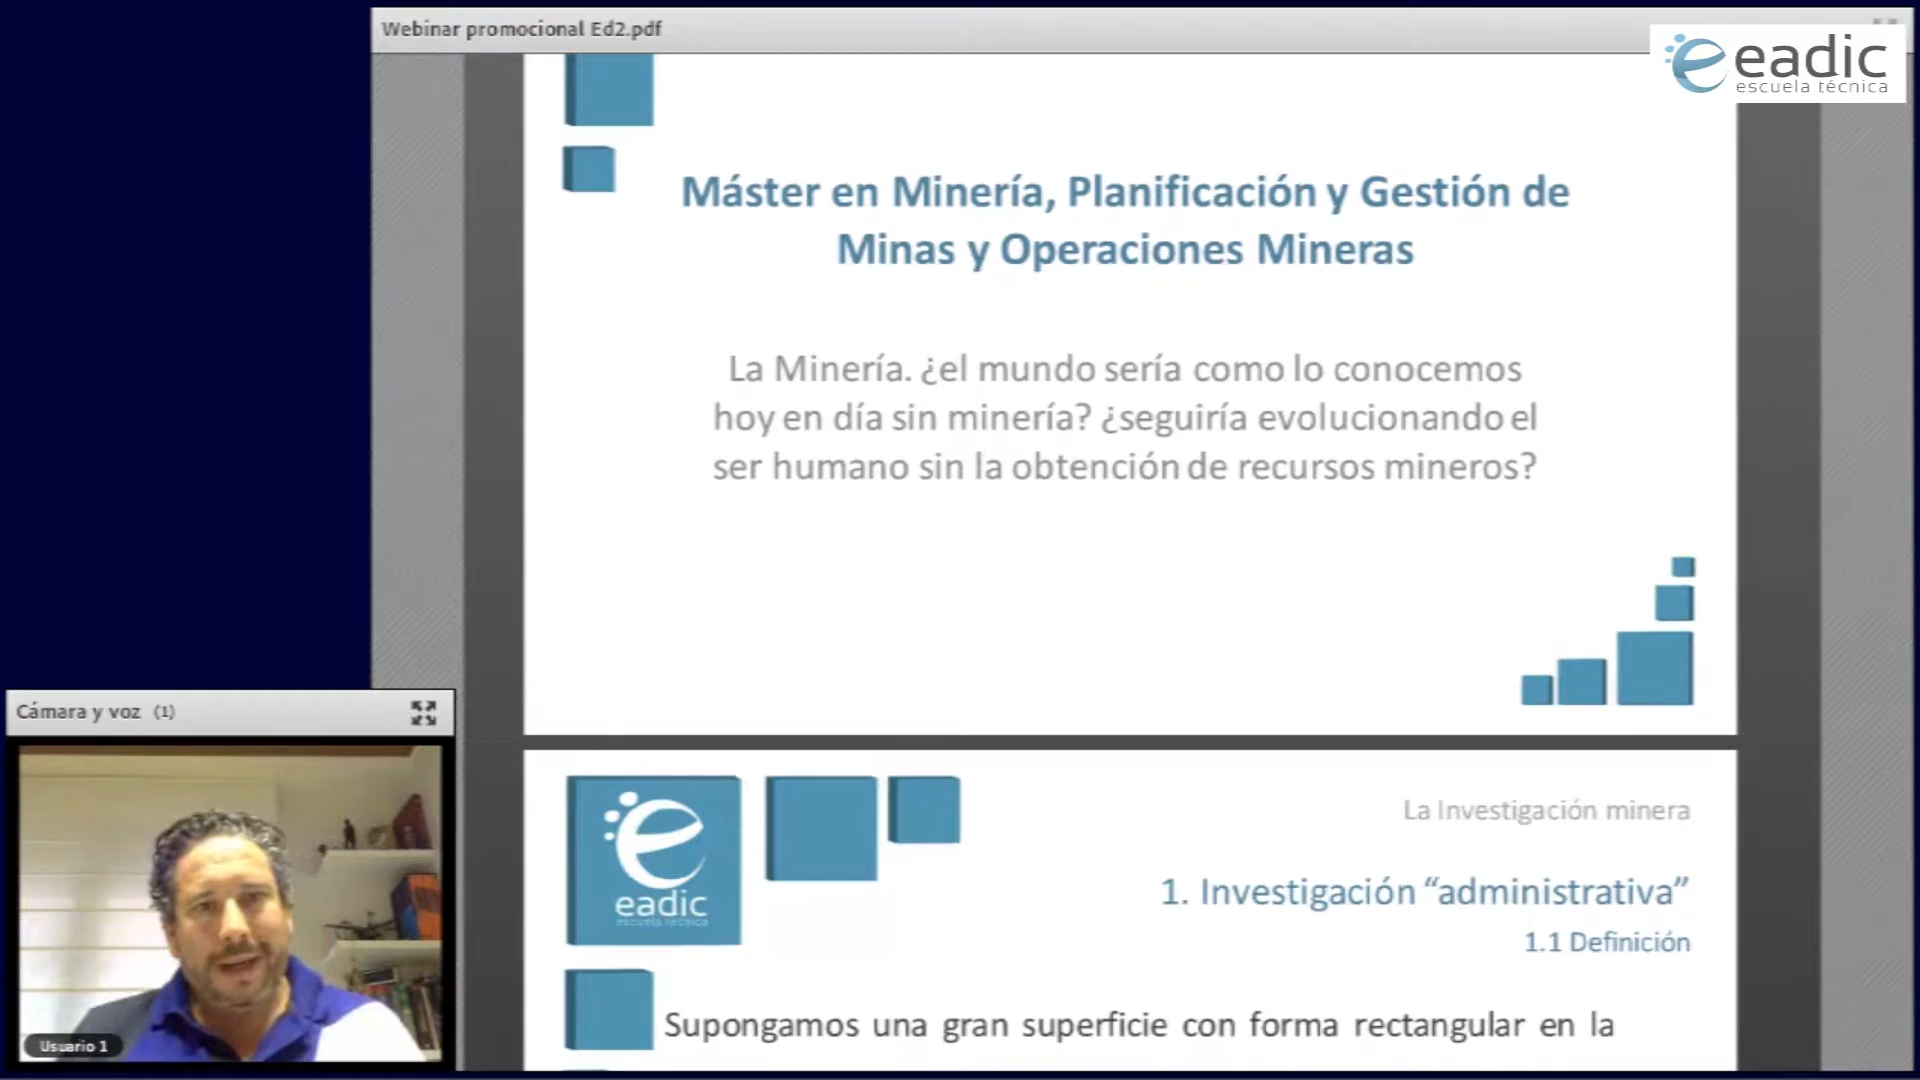 Webinar promocional Ed2.pdf
eadic
escuela técnica
Máster en Minería, Planificación y Gestión de
Minas y Operaciones Mineras
La Minería. ¿el mundo sería como lo conocemos
hoy en día sin minería? ¿seguiría evolucionando el
ser humano sin la obtención de recursos mineros?
Cámara y voz (1)
Usuario 1
eadic
escuela técnica
La Investigación minera
1. Investigación “administrativa”
1.1 Definición
Supongamos una gran superficie con forma rectangular en la